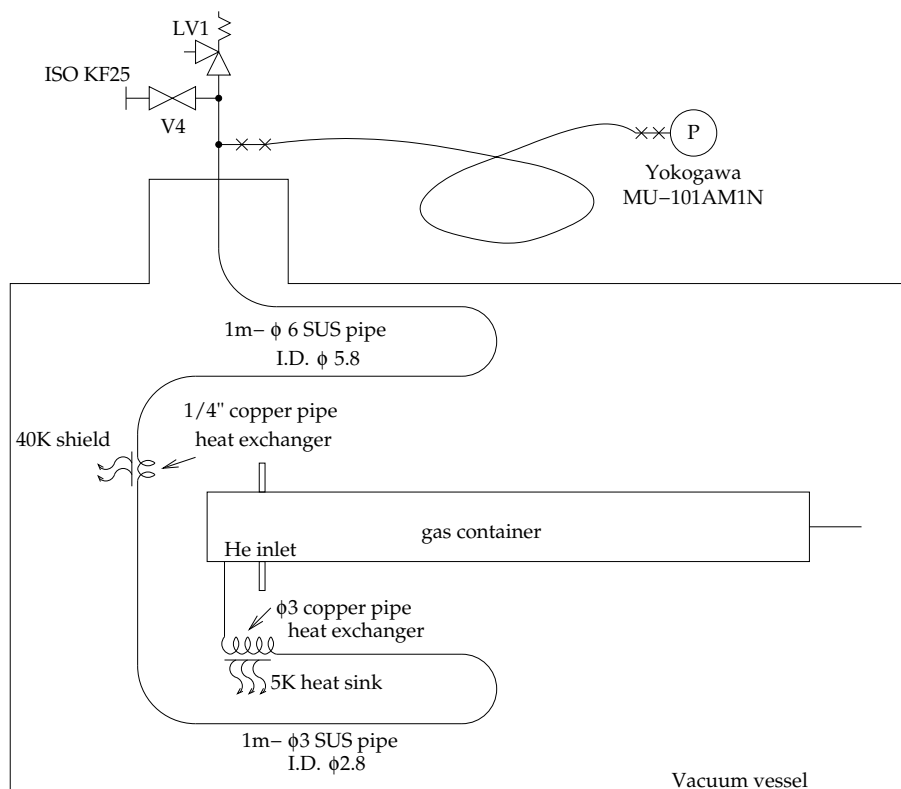 LV1
ISO KF25
V4
P
Yokogawa
MU−101AM1N
1m− ϕ 6 SUS pipe
I.D. ϕ 5.8
1/4" copper pipe
heat exchanger
40K shield
gas container
He inlet
ϕ3 copper pipe
heat exchanger
5K heat sink
1m− ϕ3 SUS pipe
I.D. ϕ2.8
Vacuum vessel